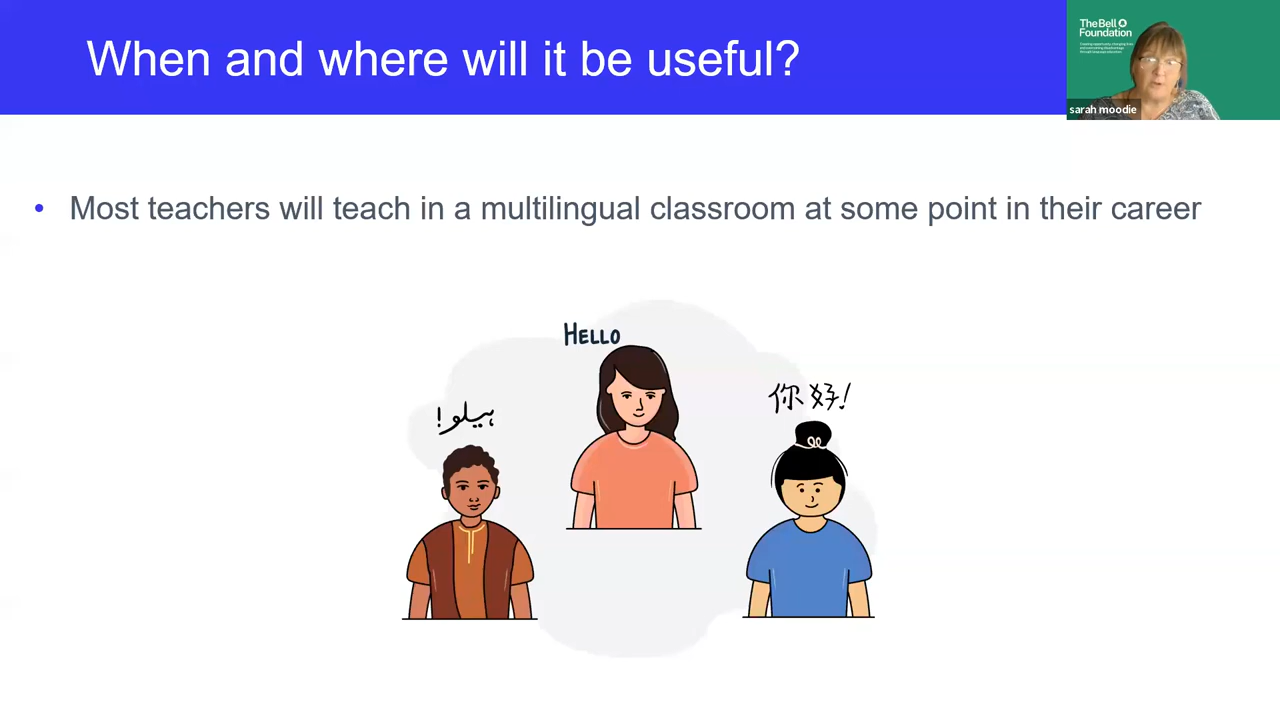 When and where will it be useful?
The Bell
Foundation
sarah moodie
• Most teachers will teach in a multilingual classroom at some point in their career
HELLO
你好!
ہیلو!